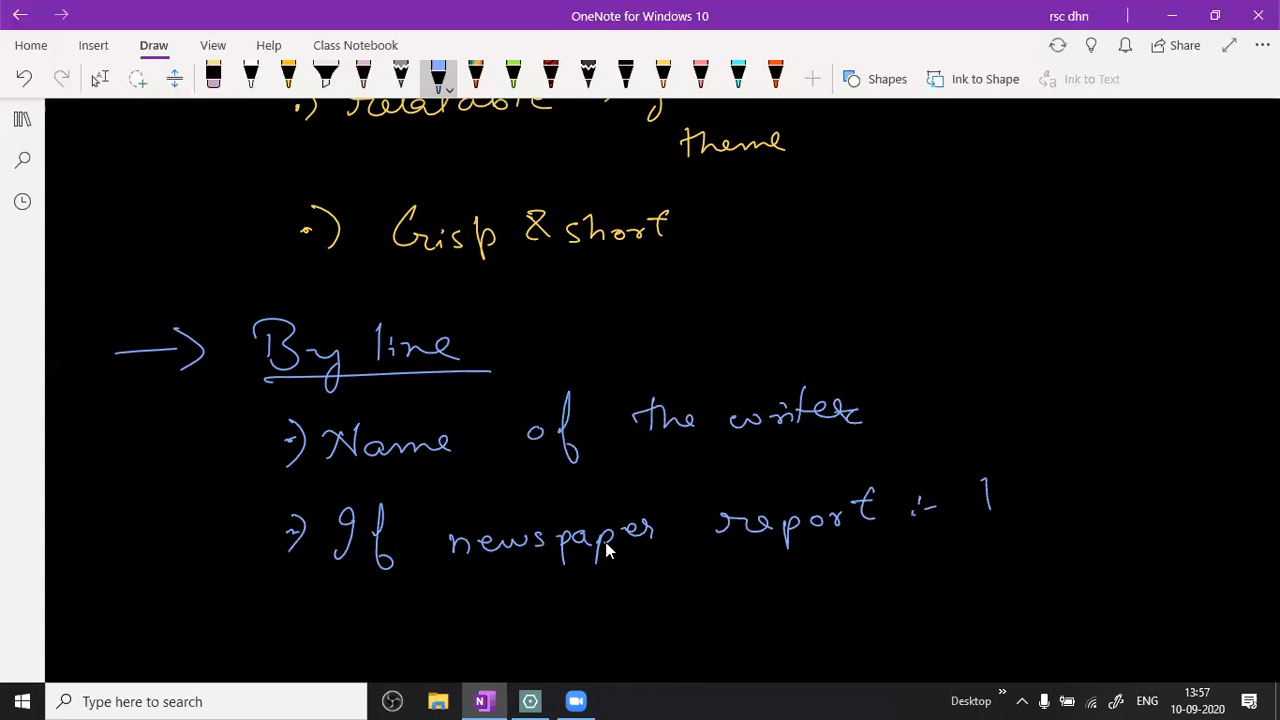 OneNote for Windows 10
rsc dhn
Home Insert Draw View Help Class Notebook
Share
Shapes Ink to Shape Ink to Text
.) Relatable →
theme
.) Crisp & short
→ By line
.) Name of the writer
.) If newspaper report :-
Type here to search
Desktop
ENG
13:57
10-09-2020